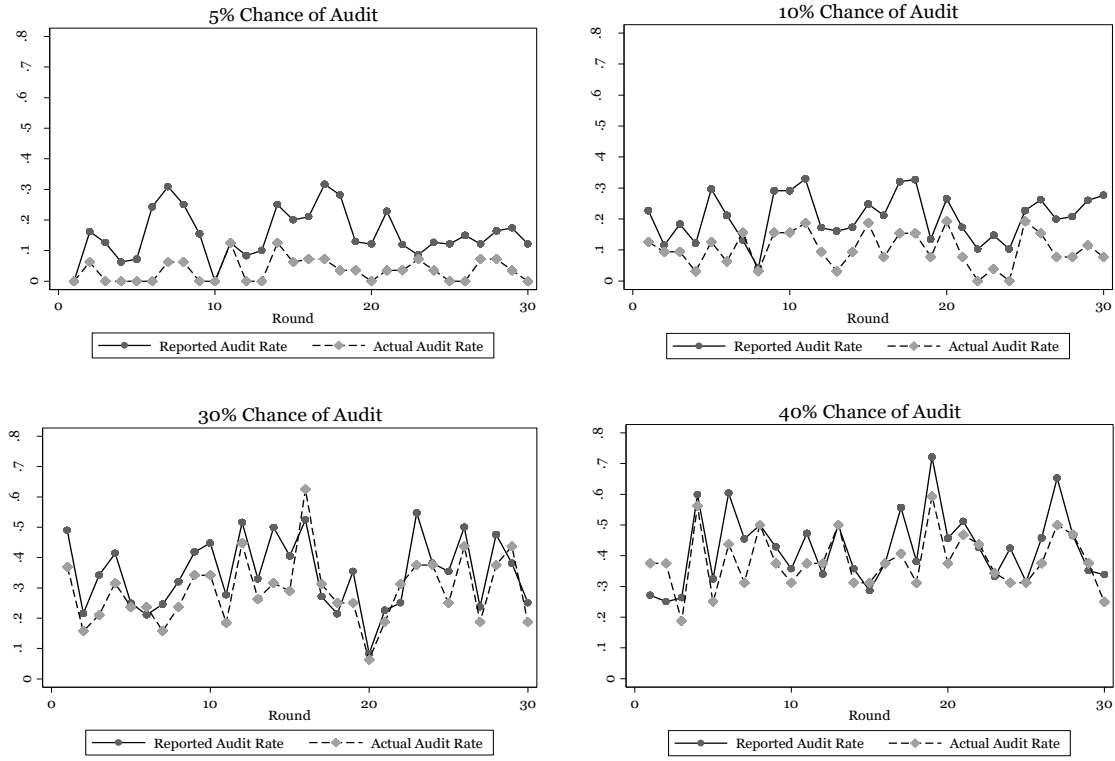 5% Chance of Audit
.8
.7
.6
.5
.4
.3
.2
.1
0
0 10 20 30
Round
Reported Audit Rate Actual Audit Rate
10% Chance of Audit
.8
.7
.6
.5
.4
.3
.2
.1
0
0 10 20 30
Round
Reported Audit Rate Actual Audit Rate
30% Chance of Audit
.8
.7
.6
.5
.4
.3
.2
.1
0
0 10 20 30
Round
Reported Audit Rate Actual Audit Rate
40% Chance of Audit
.8
.7
.6
.5
.4
.3
.2
.1
0
0 10 20 30
Round
Reported Audit Rate Actual Audit Rate